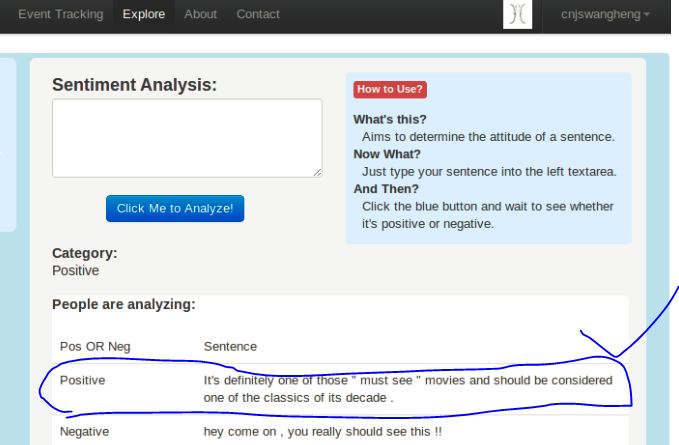 Event Tracking Explore About Contact cnjswangheng
Sentiment Analysis:
Click Me to Analyze!
How to Use?
What's this?
Aims to determine the attitude of a sentence.
Now What?
Just type your sentence into the left textarea.
And Then?
Click the blue button and wait to see whether
it's positive or negative.
Category:
Positive
People are analyzing:
Pos OR Neg Sentence
Positive It's definitely one of those " must see " movies and should be considered
one of the classics of its decade .
Negative hey come on , you really should see this !!